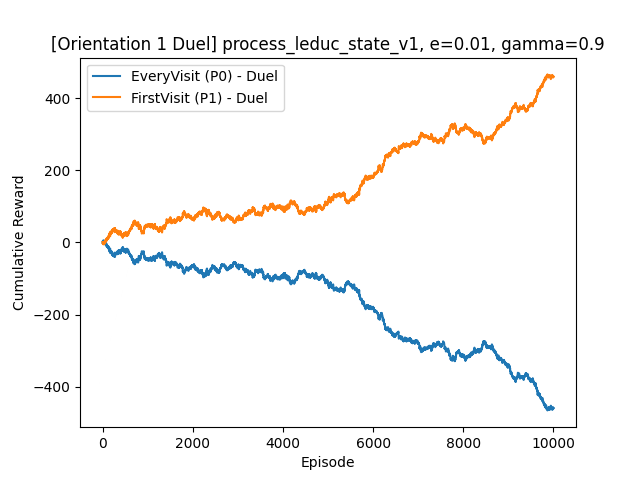 [Orientation 1 Duel] process_leduc_state_v1, e=0.01, gamma=0.9
EveryVisit (P0) - Duel
FirstVisit (P1) - Duel
400
200
0
−200
−400
Cumulative Reward
0 2000 4000 6000 8000 10000
Episode